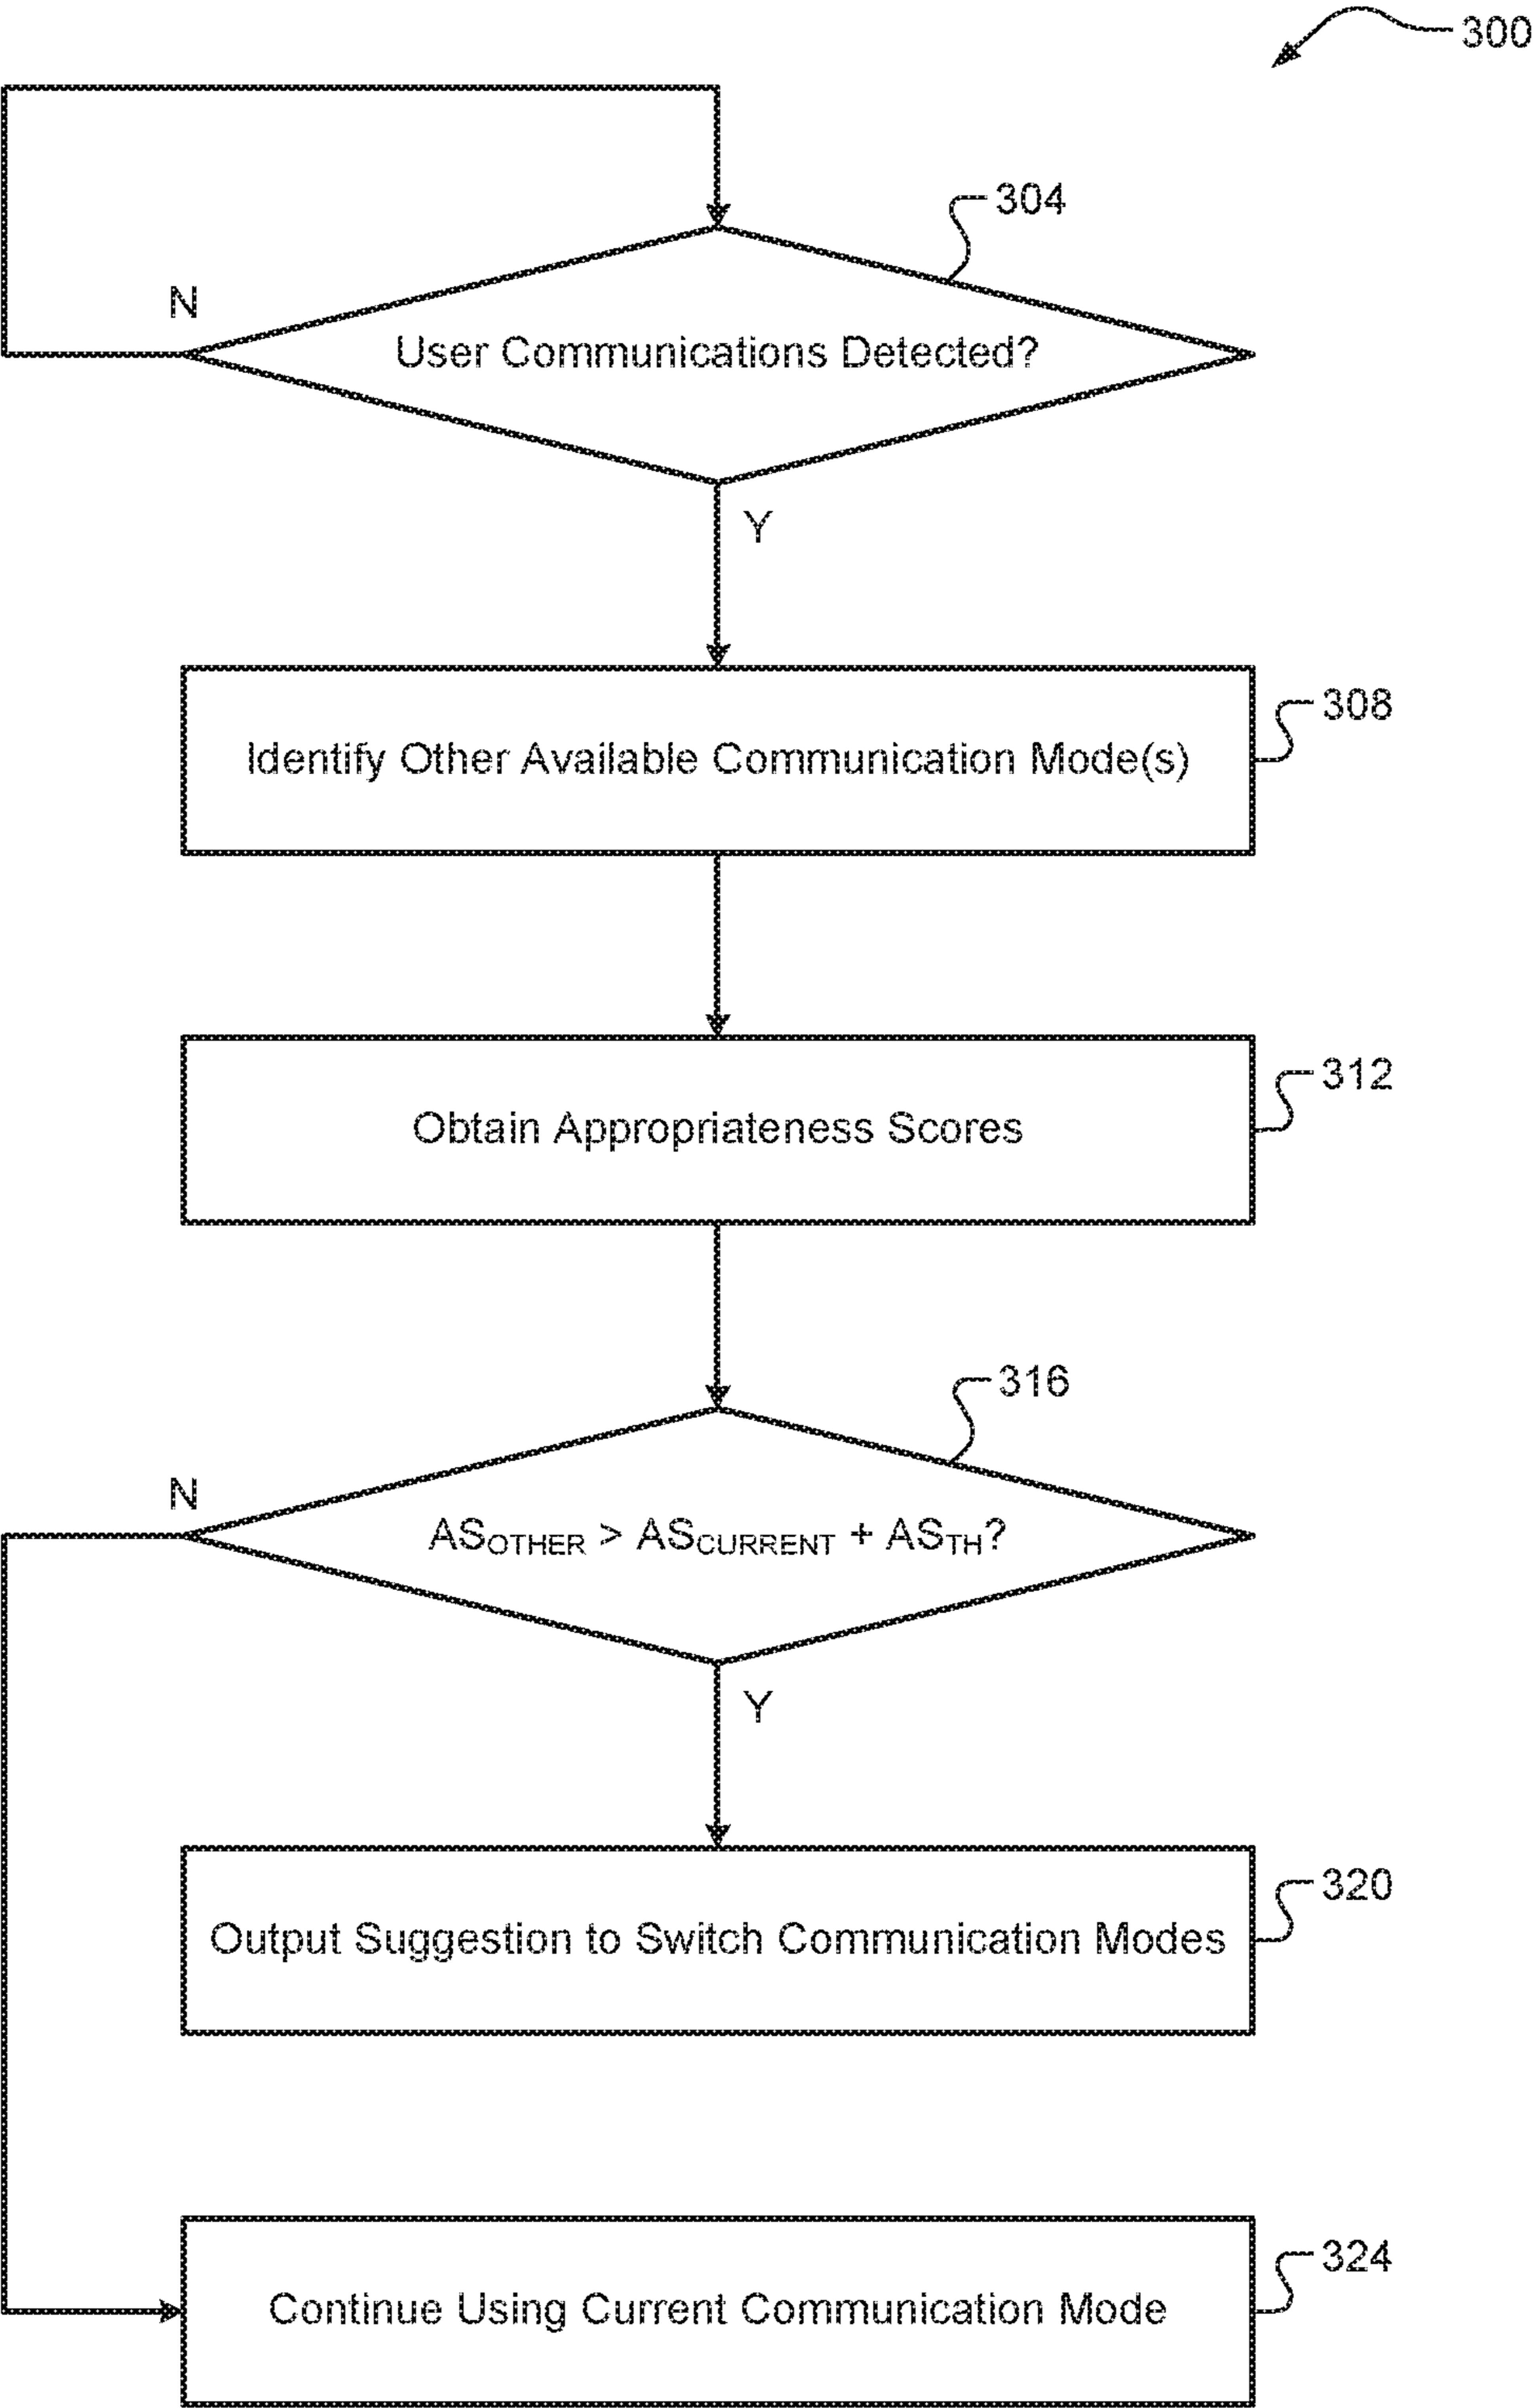 300
304
N
User Communications Detected?
Y
308
Identify Other Available Communication Mode(s)
312
Obtain Appropriateness Scores
316
N
ASOTHER > ASCURRENT + ASTH?
Y
320
Output Suggestion to Switch Communication Modes
324
Continue Using Current Communication Mode